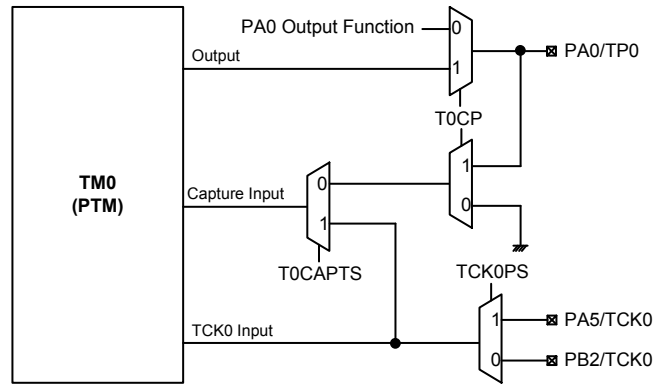 PA0 Output Function
0
Output
1
PA0/TP0
T0CP
TM0
(PTM)
Capture Input
0
1
1
0
T0CAPTS
TCK0PS
TCK0 Input
1
PA5/TCK0
0
PB2/TCK0